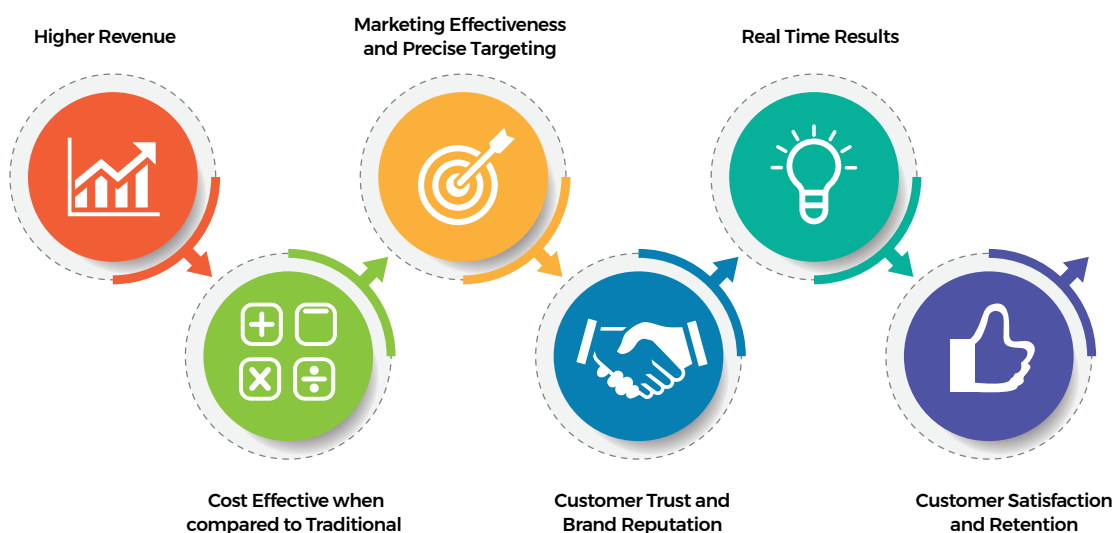 Higher Revenue
Marketing Effectiveness
and Precise Targeting
Real Time Results
Cost Effective when
compared to Traditional
Customer Trust and
Brand Reputation
Customer Satisfaction
and Retention